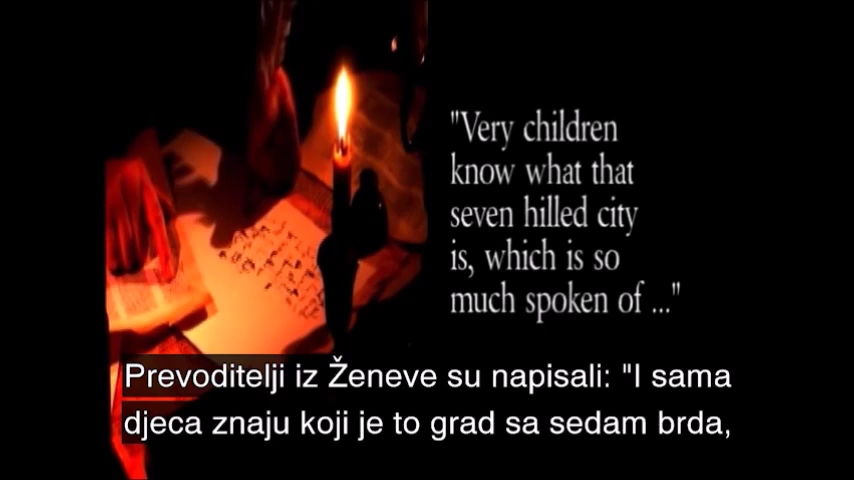 "Very children
know what that
seven hilled city
is, which is so
much spoken of ..."
Prevoditelji iz Ženeve su napisali: "I sama
djeca znaju koji je to grad sa sedam brda,